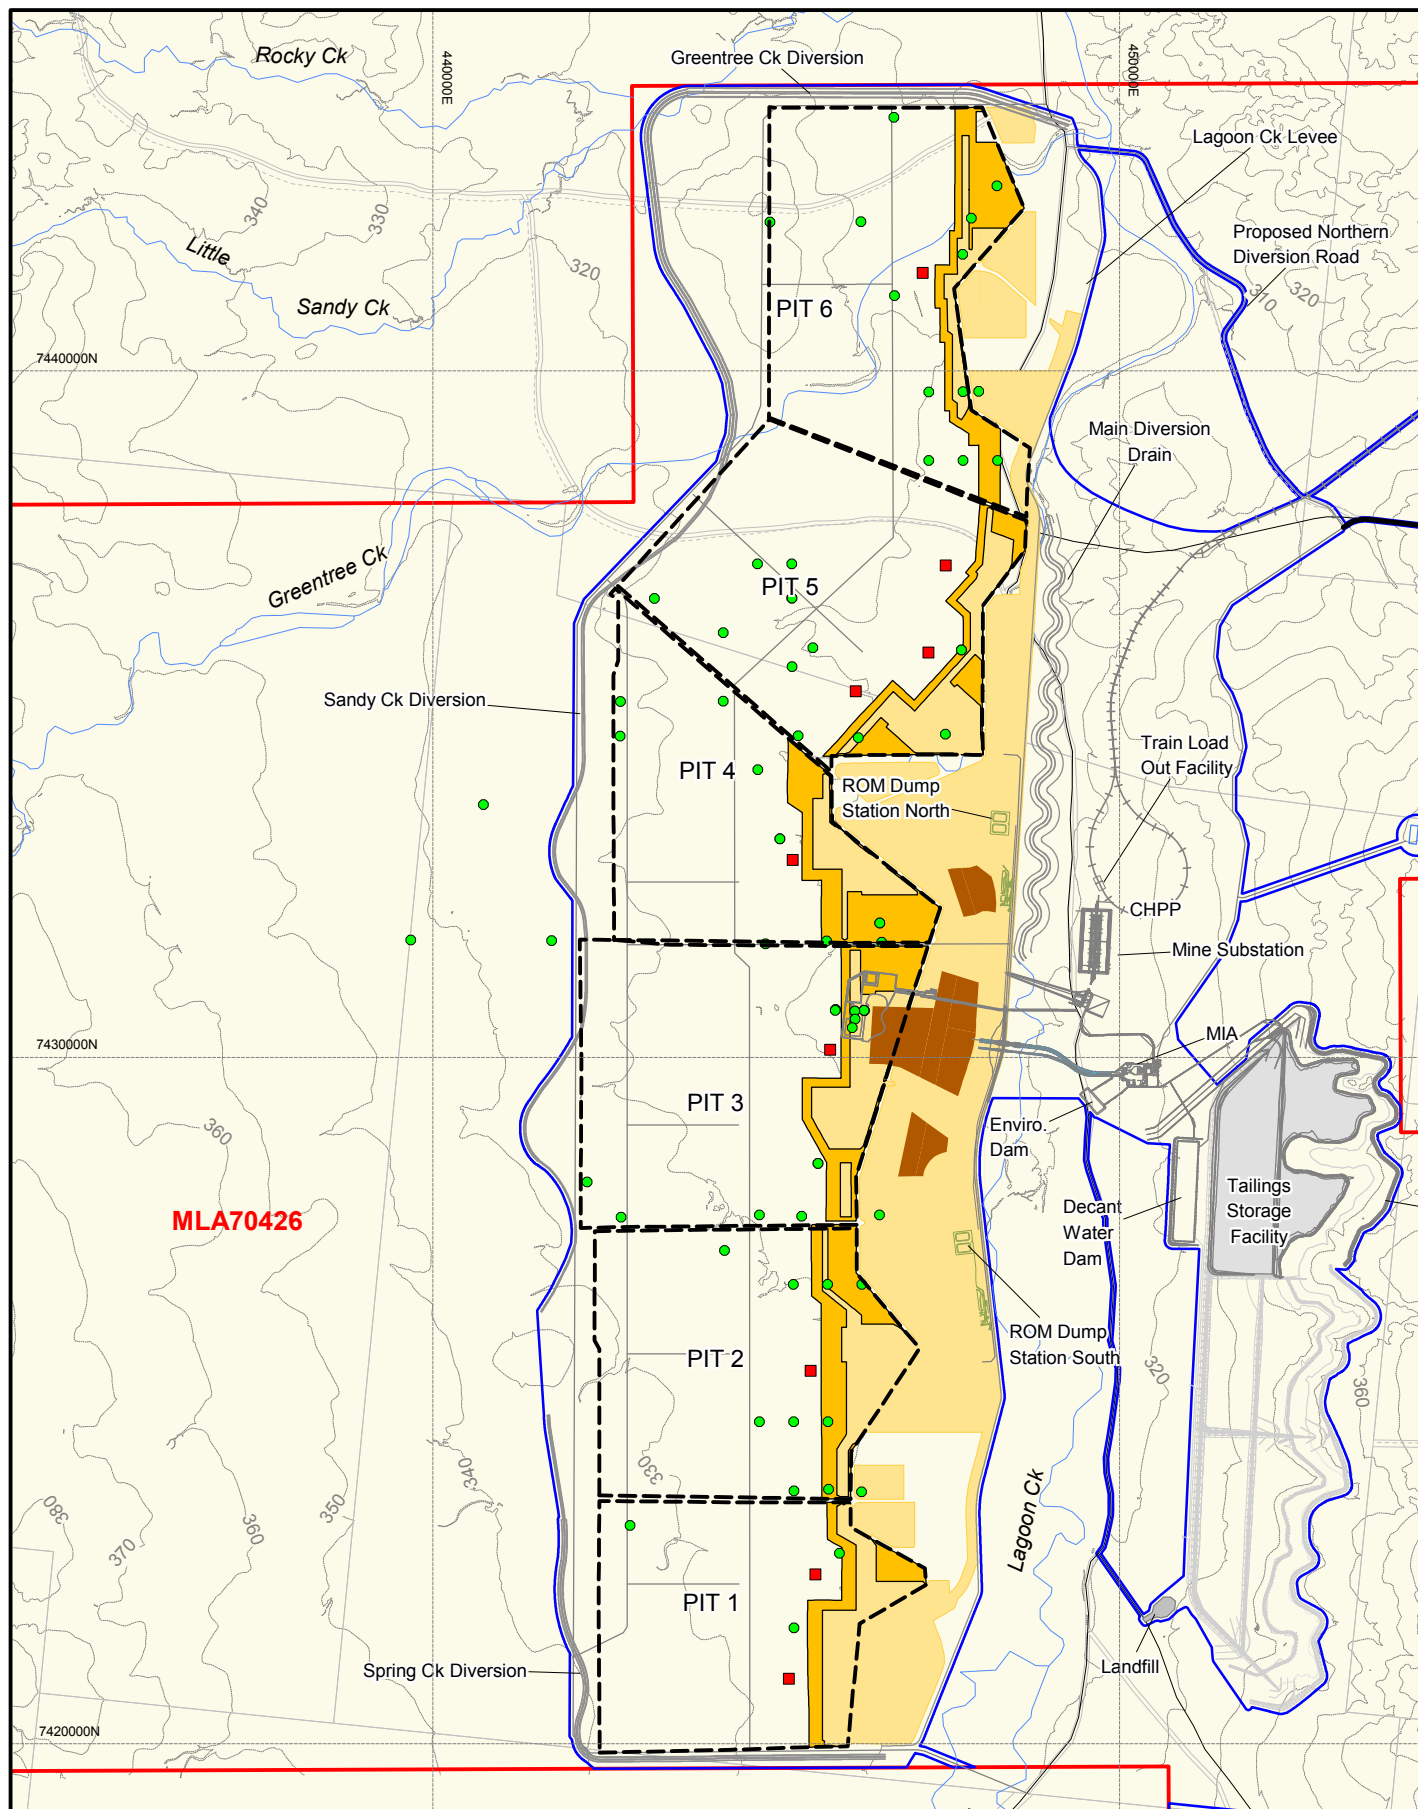 Rocky Ck
Greentree Ck Diversion
440000E
450000E
Lagoon Ck Levee
340
330
Little
Sandy Ck
320
Proposed Northern
Diversion Road
310
320
PIT 6
7440000N
Main Diversion
Drain
Greentree Ck
PIT 5
Sandy Ck Diversion
PIT 4
Train Load
Out Facility
ROM Dump
Station North
CHPP
Mine Substation
7430000N
MIA
PIT 3
360
Enviro.
Dam
MLA70426
Decant
Water
Dam
Tailings
Storage
Facility
ROM Dump
Station South
PIT 2
320
360
340
330
350
360
370
380
Lagoon Ck
PIT 1
Spring Ck Diversion
Landfill
7420000N